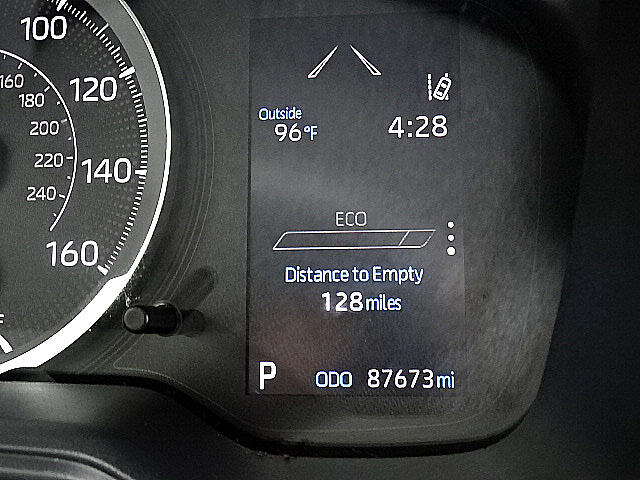 100
120
140
160
160
180
200
220
240
Outside
96°F
4:28
ECO
Distance to Empty
128 miles
P
ODO 87673 mi